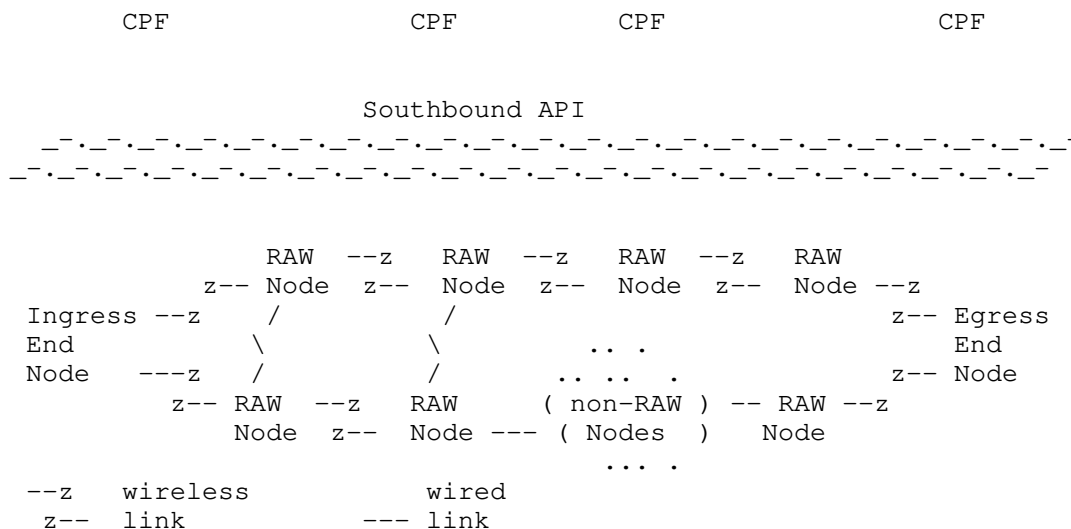 CPF CPF CPF CPF
Southbound API
_-._-._-._-._-._-._-._-._-._-._-._-._-._-._-._-._-._-._-._-._-._-
_-._-._-._-._-._-._-._-._-._-._-._-._-._-._-._-._-._-._-._-._-._-
RAW --z RAW --z RAW --z RAW
z-- Node z-- Node z-- Node z-- Node --z
Ingress --z / / z-- Egress
End \ \ .. . End
Node ---z / / .. .. . z-- Node
z-- RAW --z RAW ( non-RAW ) -- RAW --z
Node z-- Node --- ( Nodes ) Node
... .
--z wireless wired
z-- link --- link